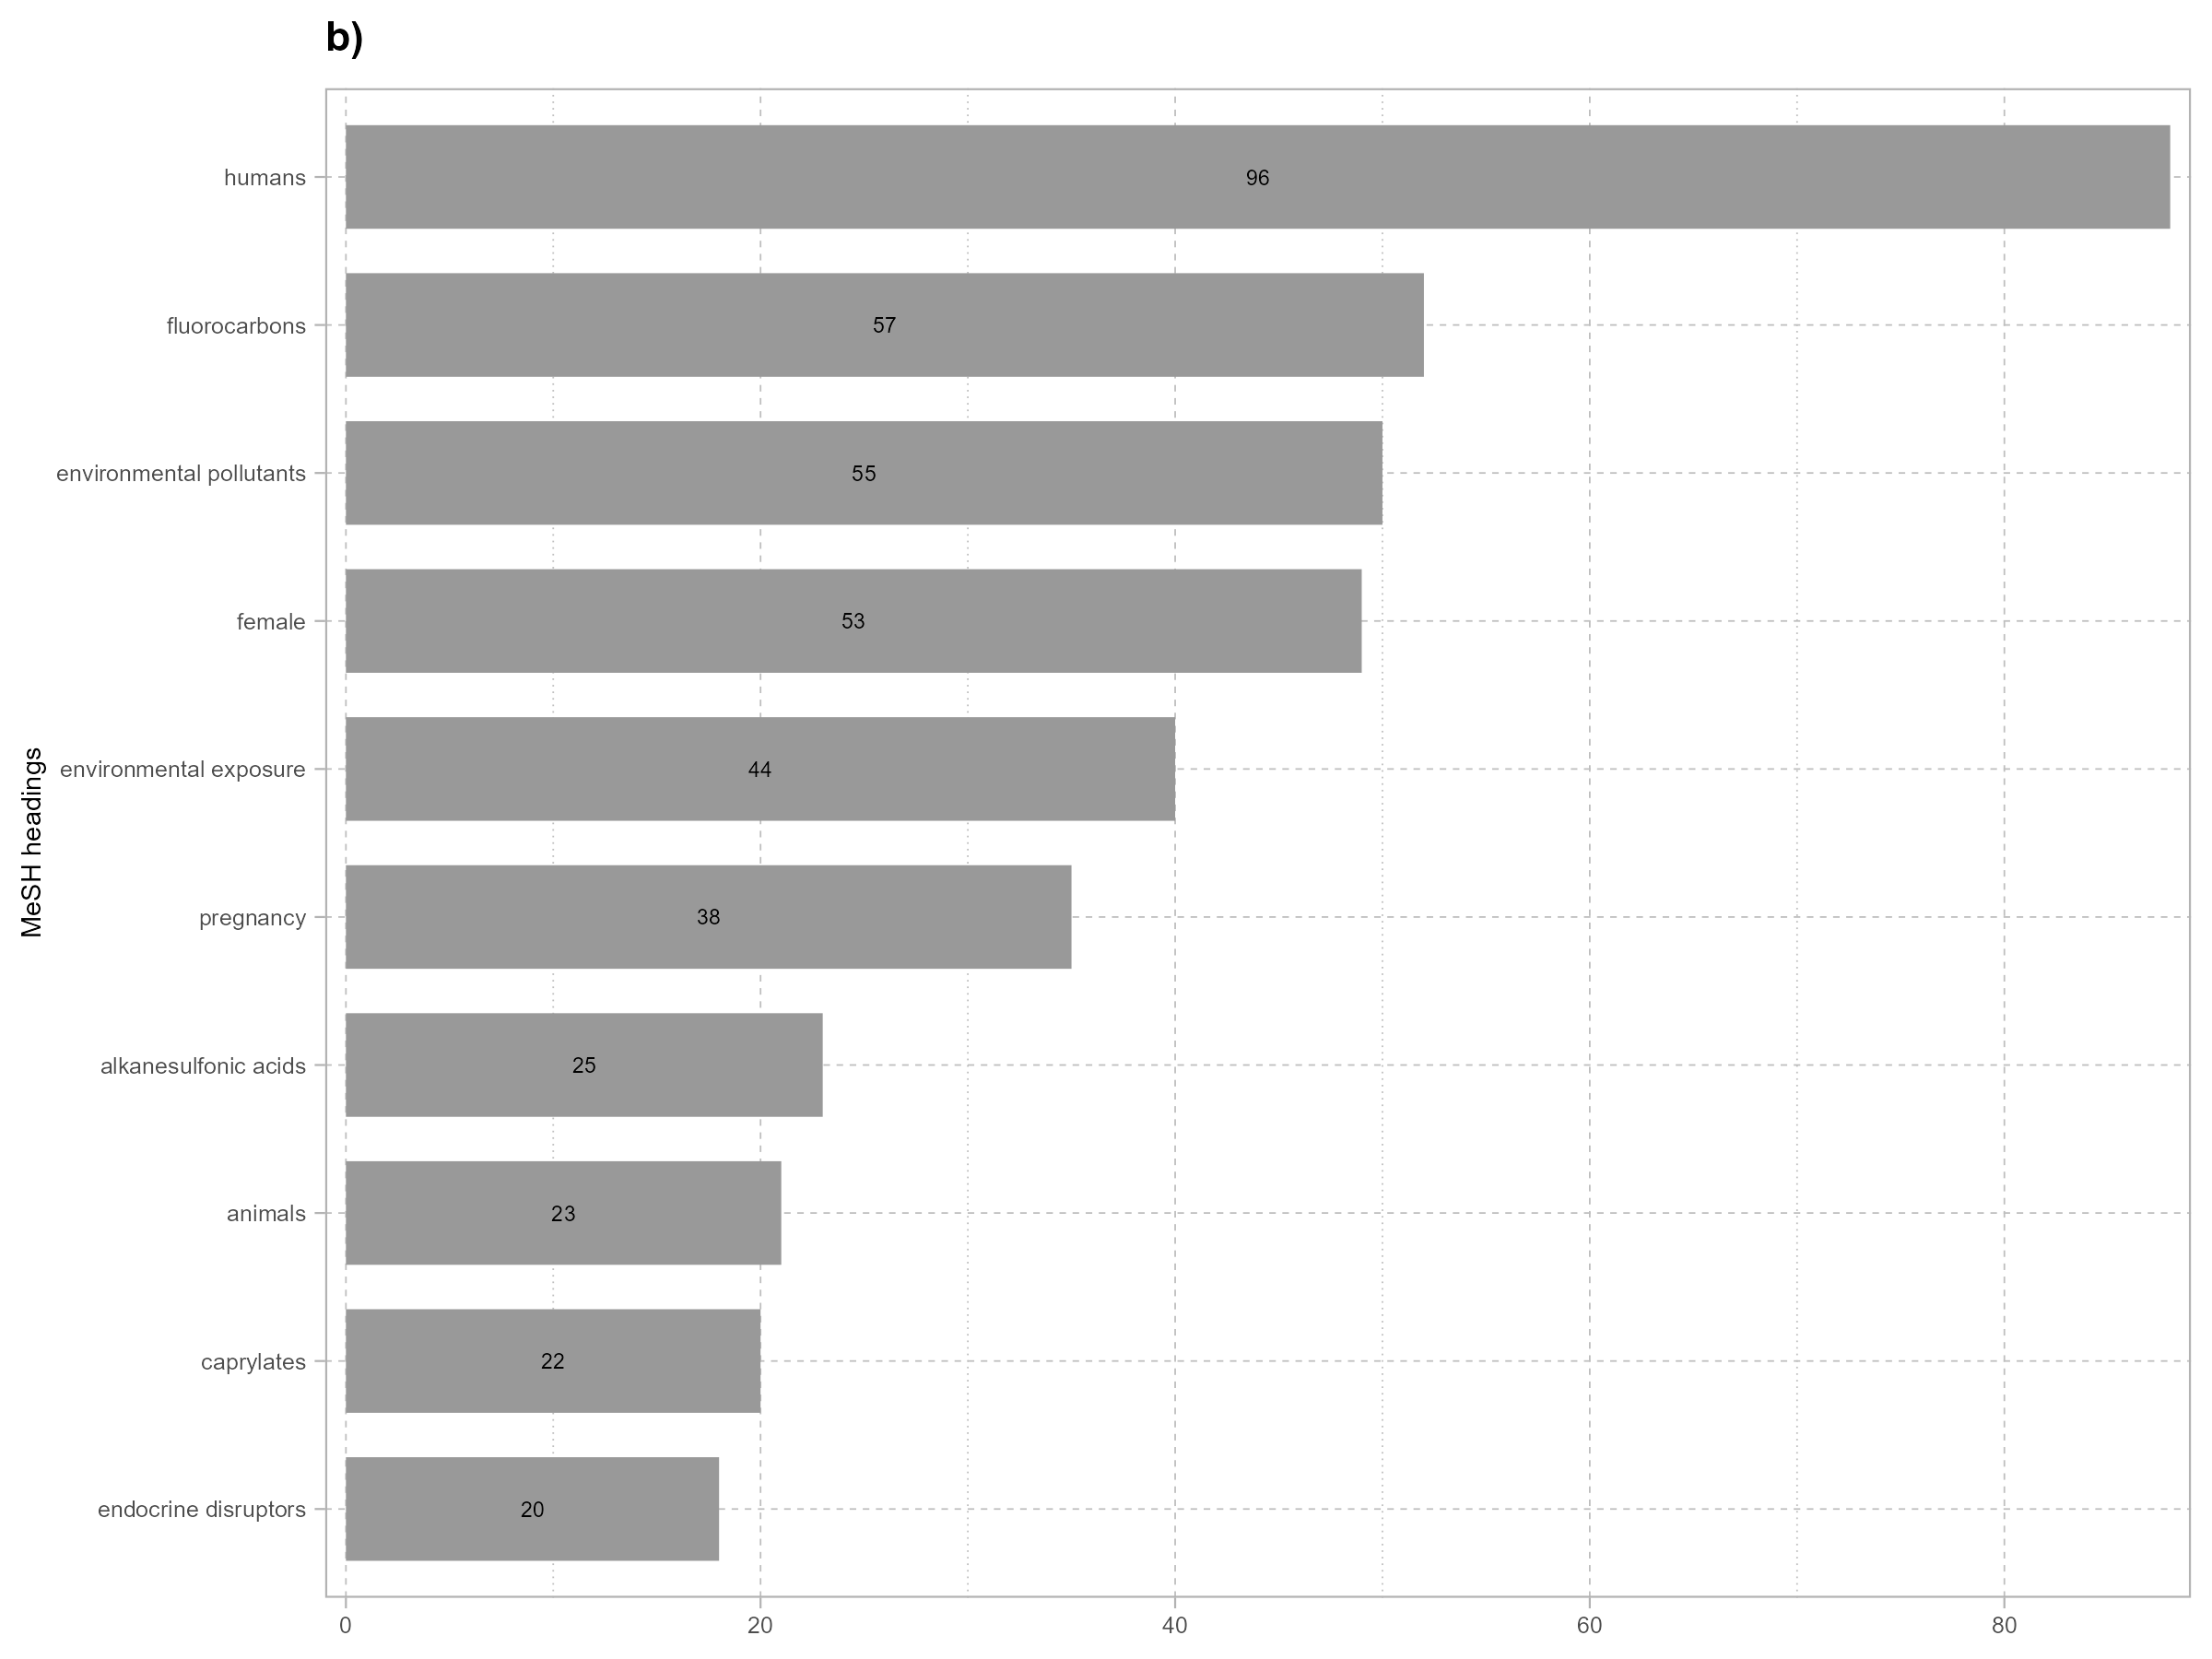 b)
humans
96
fluorocarbons
57
environmental pollutants
55
female
53
environmental exposure
44
MeSH headings
pregnancy
38
alkanesulfonic acids
25
animals
23
caprylates
22
endocrine disruptors
20
0 20 40 60 80